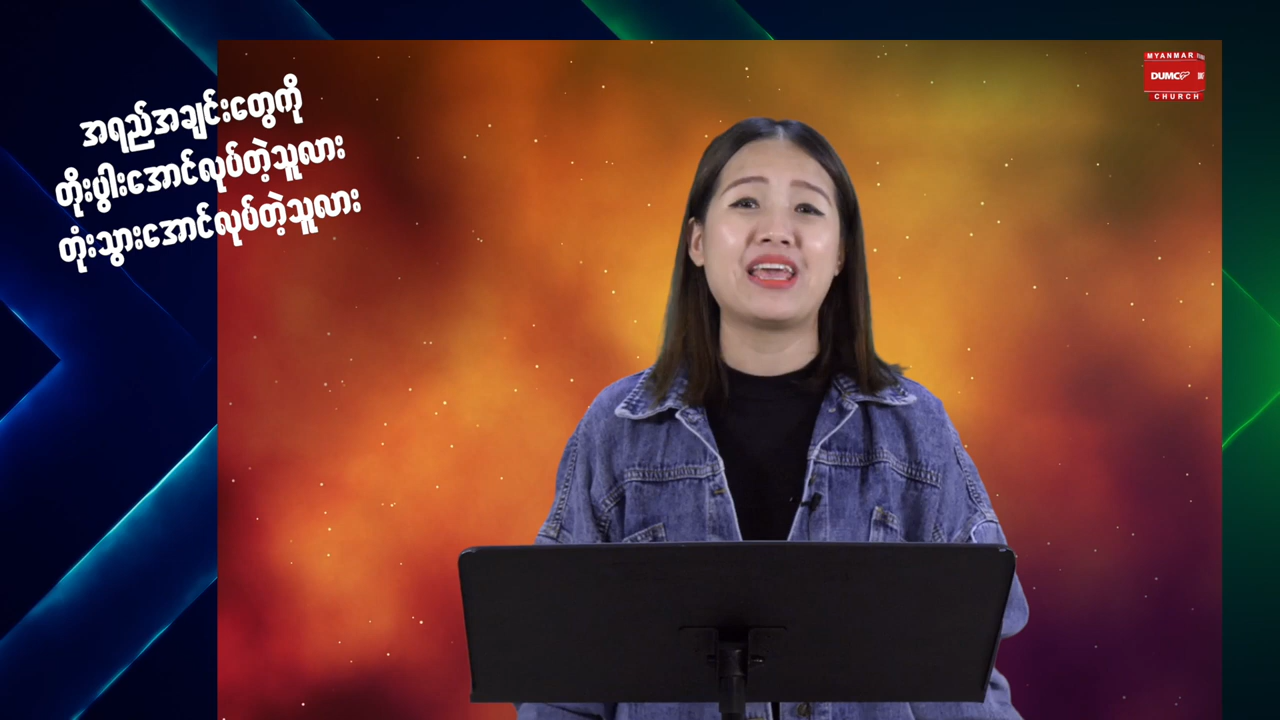 အရည်အချင်းတွေကို
တိုးပွါးအောင်လုပ်တဲ့သူလား
တုံးသွားအောင်လုပ်တဲ့သူလား
MYANMAR
DUMC
CHURCH